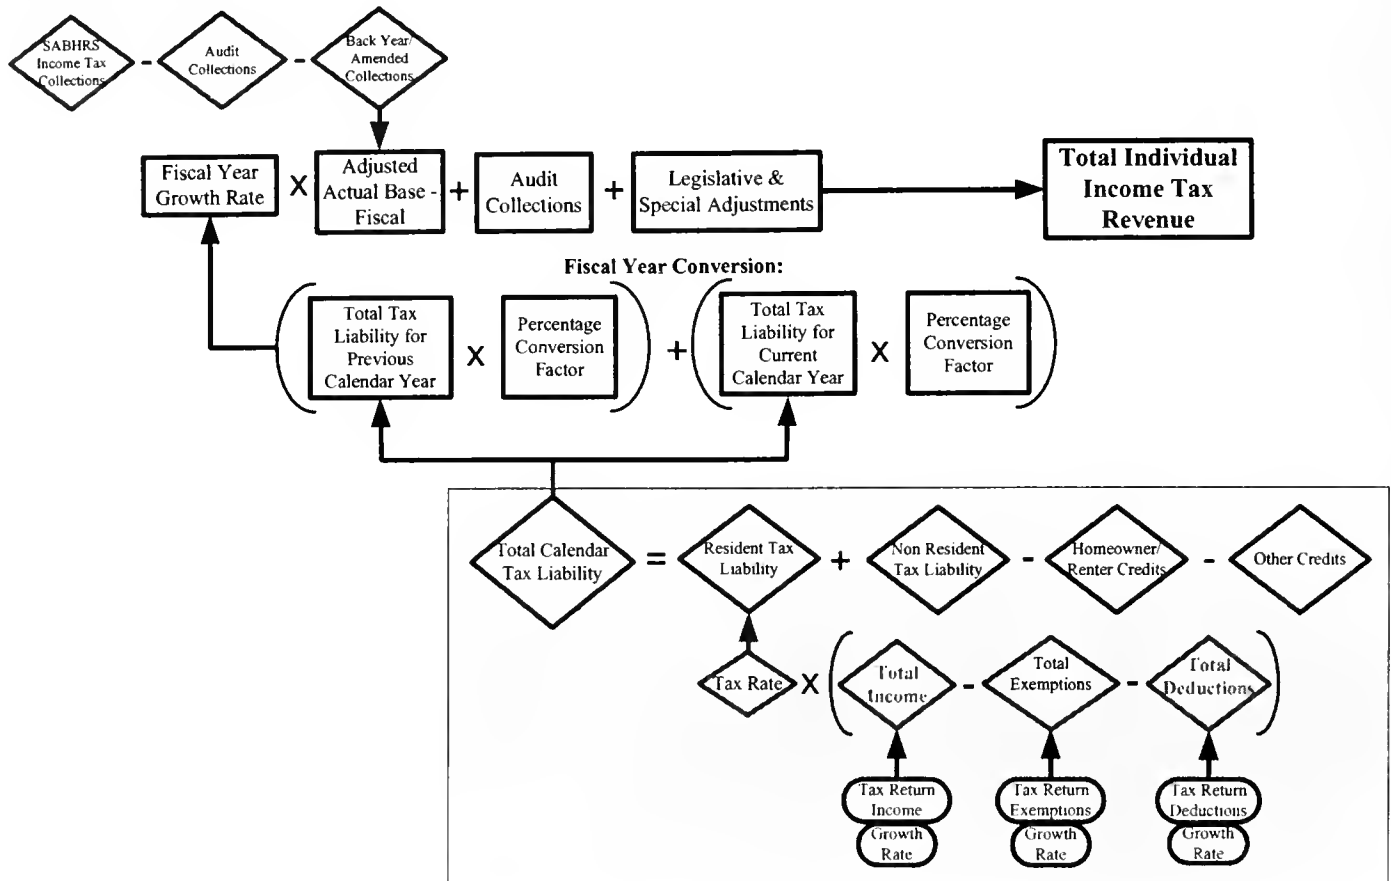 SABHRS
Income Tax
Collections
-
Audit
Collections
-
Back Year/
Amended
Collections
Fiscal Year
Growth Rate
X
Adjusted
Actual Base -
Fiscal
+
Audit
Collections
+
Legislative &
Special Adjustments
Total Individual
Income Tax
Revenue
Fiscal Year Conversion:
(
Total Tax
Liability for
Previous
Calendar Year
X
Percentage
Conversion
Factor
)
+
(
Total Tax
Liability for
Current
Calendar Year
X
Percentage
Conversion
Factor
)
Total Calendar
Tax Liability
=
Resident Tax
Liability
+
Non Resident
Tax Liability
-
Homeowner/
Renter Credits
-
Other Credits
Tax Rate
X
(
Total
Income
-
Total
Exemptions
-
Total
Deductions
)
Tax Return
Income
Growth
Rate
Tax Return
Exemptions
Growth
Rate
Tax Return
Deductions
Growth
Rate